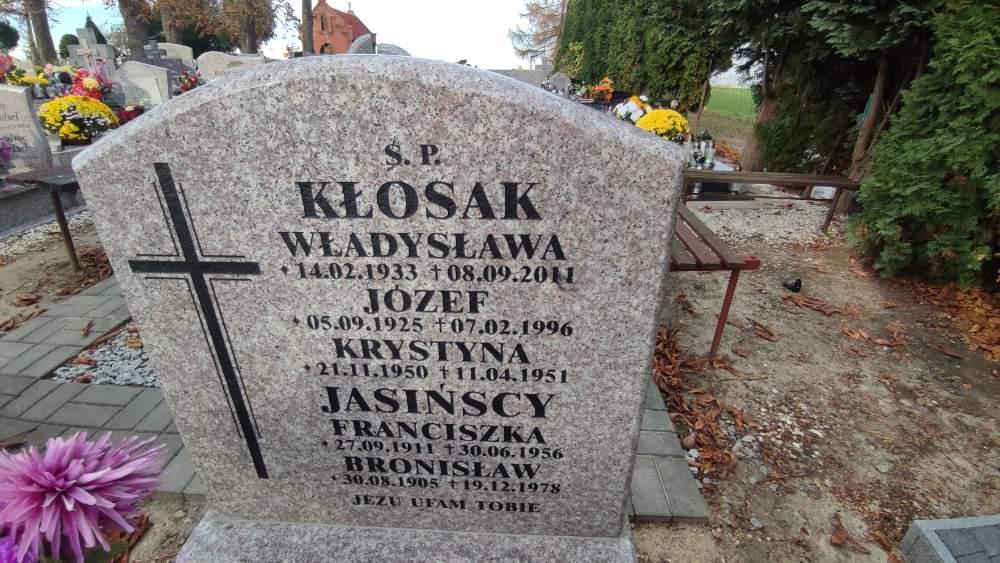 Ś. P.
KŁOSAK
WŁADYSŁAWA
* 14.02.1933 † 08.09.2011
JÓZEF
* 05.09.1925 † 07.02.1996
KRYSTYNA
* 21.11.1950 † 11.04.1951
JASIŃSCY
FRANCISZKA
* 27.09.1911 † 30.06.1956
BRONISŁAW
* 30.08.1905 † 19.12.1978
JEZU UFAM TOBIE